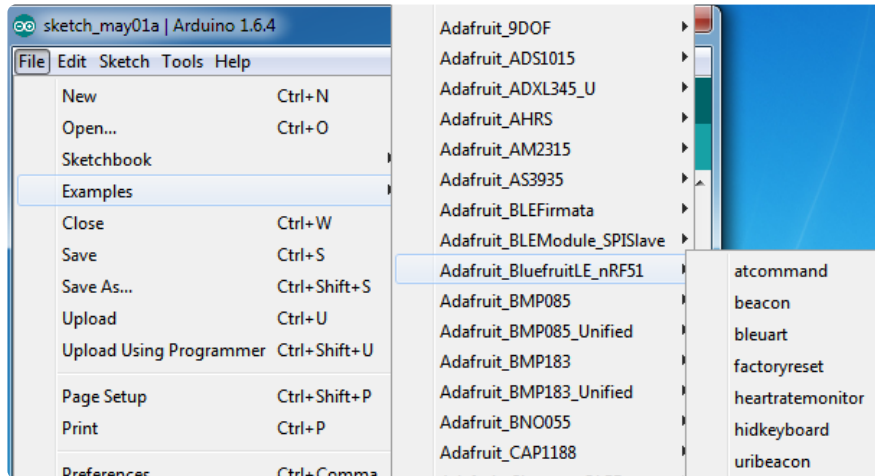 sketch_may01a | Arduino 1.6.4
File Edit Sketch Tools Help
New Ctrl+N
Open... Ctrl+O
Sketchbook
Examples
Close Ctrl+W
Save Ctrl+S
Save As... Ctrl+Shift+S
Upload Ctrl+U
Upload Using Programmer Ctrl+Shift+U
Page Setup Ctrl+Shift+P
Print Ctrl+P
Preferences Ctrl+Comma
Adafruit_9DOF
Adafruit_ADS1015
Adafruit_ADXL345_U
Adafruit_AHRS
Adafruit_AM2315
Adafruit_AS3935
Adafruit_BLEFirmata
Adafruit_BLEModule_SPISlave
Adafruit_BluefruitLE_nRF51
Adafruit_BMP085
Adafruit_BMP085_Unified
Adafruit_BMP183
Adafruit_BMP183_Unified
Adafruit_BNO055
Adafruit_CAP1188
atcommand
beacon
bleuart
factoryreset
heartratemonitor
hidkeyboard
uribeacon